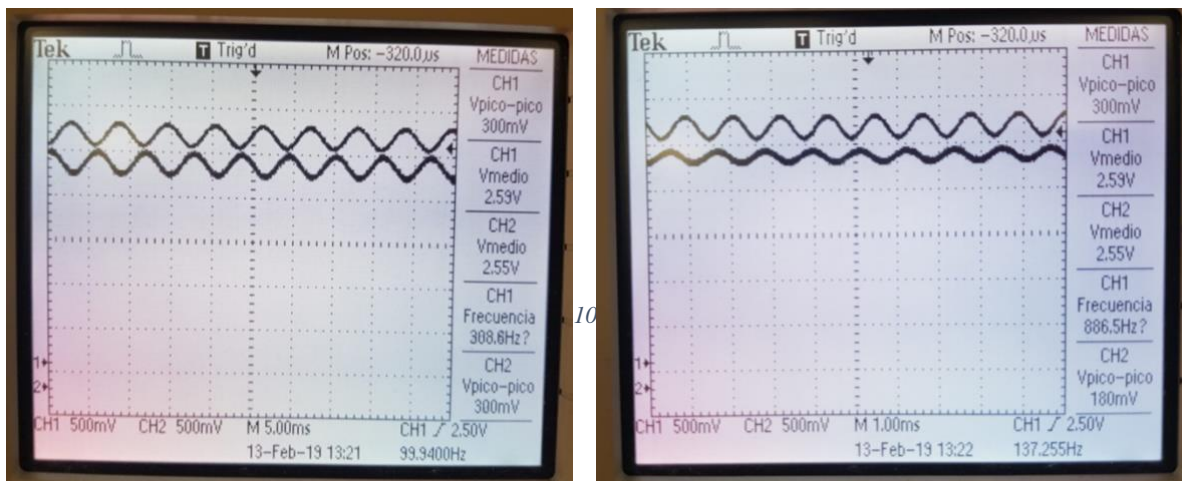 Tek T Trig'd M Pos: -320.0µs MEDIDAS
CH1
Vpico-pico
300mV
CH1
Vmedio
2.59V
CH2
Vmedio
2.55V
CH1
Frecuencia
308.6Hz?
CH2
Vpico-pico
300mV
1
2
CH1 500mV CH2 500mV M 5.00ms CH1 2.50V
13-Feb-19 13:21 99.9400Hz
10
Tek T Trig'd M Pos: -320.0µs MEDIDAS
CH1
Vpico-pico
300mV
CH1
Vmedio
2.59V
CH2
Vmedio
2.55V
CH1
Frecuencia
886.5Hz?
CH2
Vpico-pico
180mV
1
2
CH1 500mV CH2 500mV M 1.00ms CH1 2.50V
13-Feb-19 13:22 137.255Hz